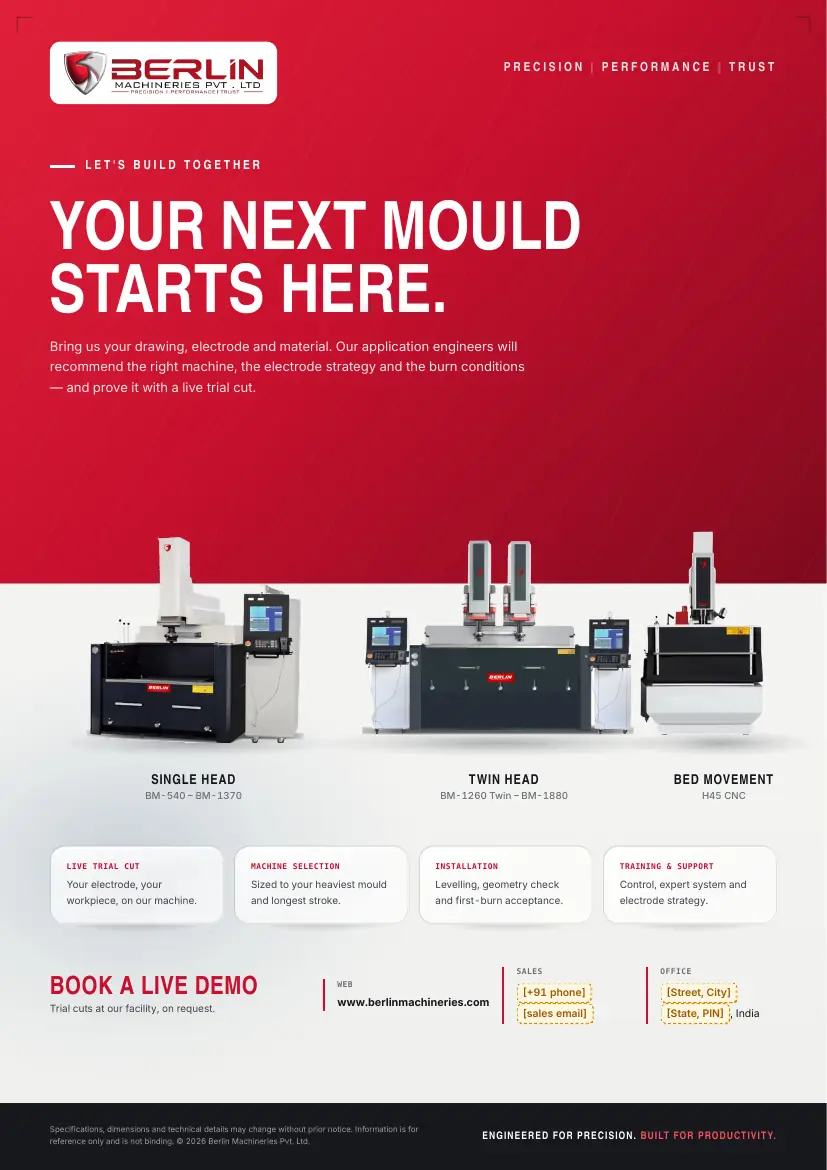 BERLIN
MACHINERIES PVT . LTD
PRECISION | PERFORMANCE | TRUST
PRECISION | PERFORMANCE | TRUST
LET'S BUILD TOGETHER
YOUR NEXT MOULD
STARTS HERE.
Bring us your drawing, electrode and material. Our application engineers will
recommend the right machine, the electrode strategy and the burn conditions
— and prove it with a live trial cut.
BERLIN
BERLIN
SINGLE HEAD
BM-540 – BM-1370
TWIN HEAD
BM-1260 Twin – BM-1880
BED MOVEMENT
H45 CNC
LIVE TRIAL CUT
Your electrode, your
workpiece, on our machine.
MACHINE SELECTION
Sized to your heaviest mould
and longest stroke.
INSTALLATION
Levelling, geometry check
and first-burn acceptance.
TRAINING & SUPPORT
Control, expert system and
electrode strategy.
BOOK A LIVE DEMO
Trial cuts at our facility, on request.
WEB
www.berlinmachineries.com
SALES
[+91 phone]
[sales email]
OFFICE
[Street, City]
[State, PIN], India
Specifications, dimensions and technical details may change without prior notice. Information is for
reference only and is not binding. © 2026 Berlin Machineries Pvt. Ltd.
ENGINEERED FOR PRECISION. BUILT FOR PRODUCTIVITY.